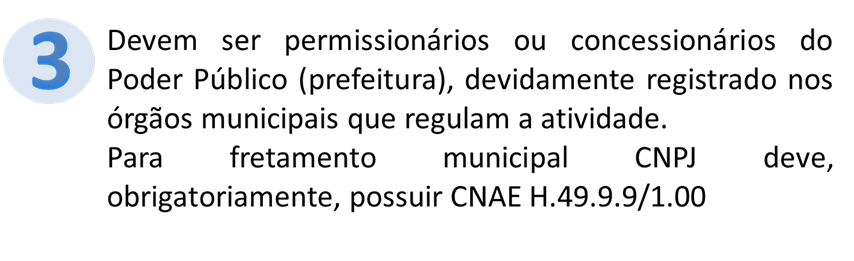 3
Devem ser permissionários ou concessionários do
Poder Público (prefeitura), devidamente registrado nos
órgãos municipais que regulam a atividade.
Para fretamento municipal CNPJ deve,
obrigatoriamente, possuir CNAE H.49.9.9/1.00